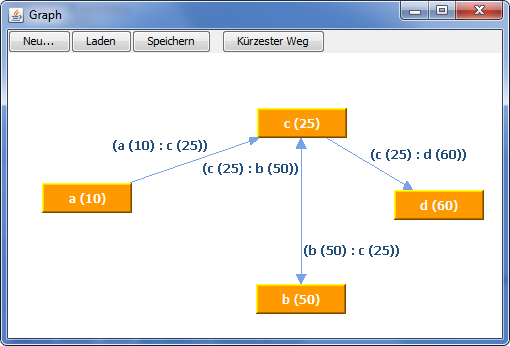 Graph
Neu... Laden Speichern Kürzester Weg
c (25)
(a (10) : c (25))
(c (25) : d (60))
(c (25) : b (50))
a (10)
d (60)
(b (50) : c (25))
b (50)